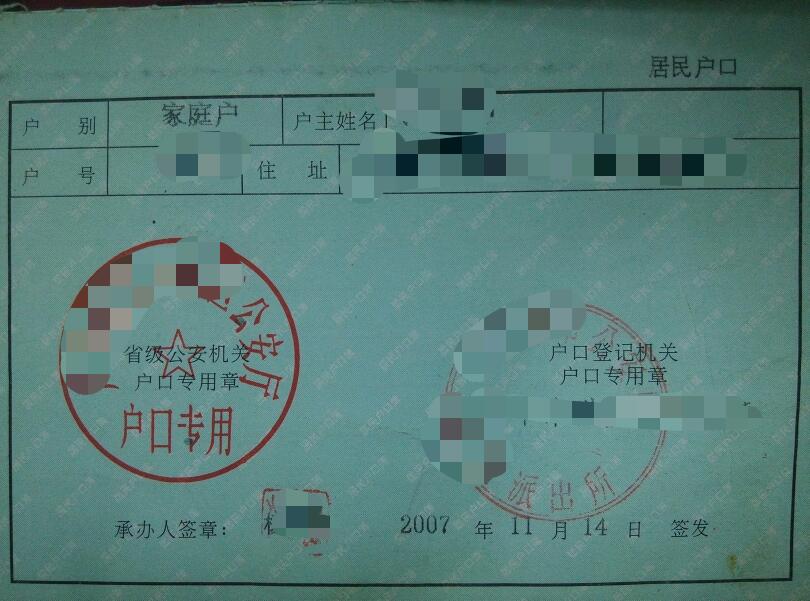 居民户口
户 别 家庭户 户主姓名
户 号 住 址
公安厅
省级公安机关
户口专用章
户口专用
户口登记机关
户口专用章
派出所
承办人签章： 2007 年 11 月 14 日 签发